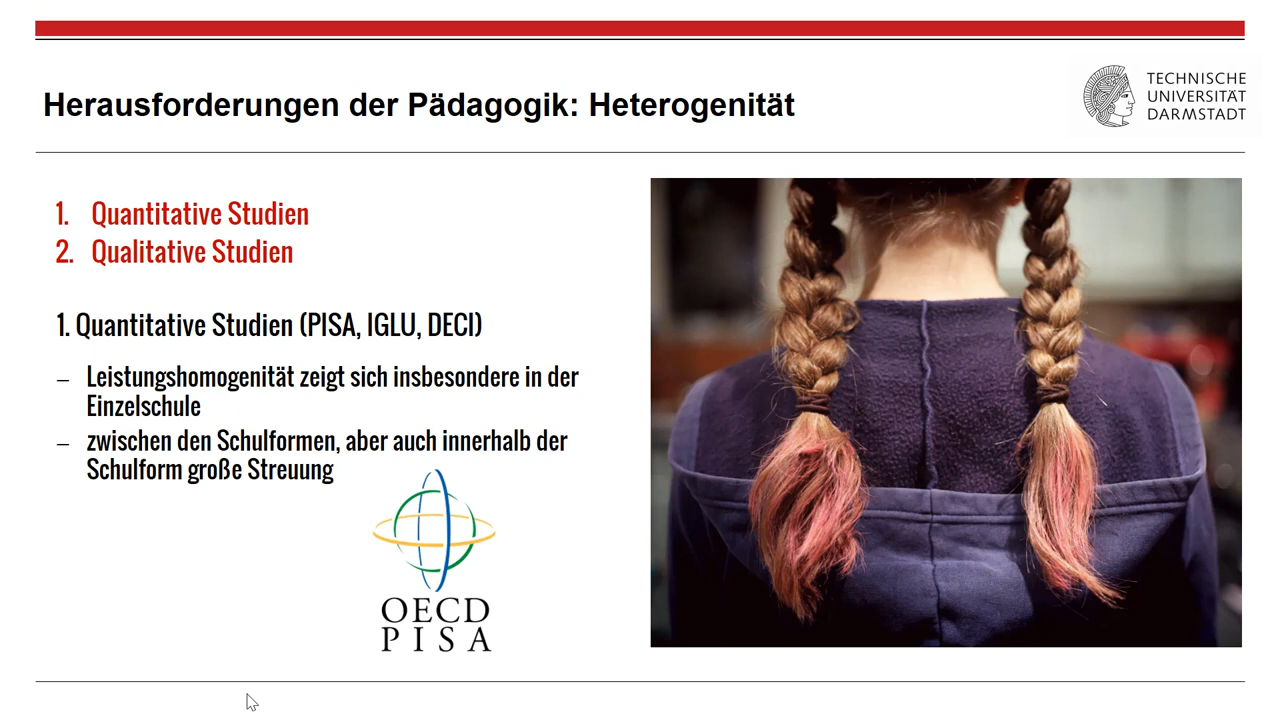 Herausforderungen der Pädagogik: Heterogenität
TECHNISCHE
UNIVERSITÄT
DARMSTADT
1. Quantitative Studien
2. Qualitative Studien
1. Quantitative Studien (PISA, IGLU, DECI)
– Leistungshomogenität zeigt sich insbesondere in der
Einzelschule
– zwischen den Schulformen, aber auch innerhalb der
Schulform große Streuung
OECD
PISA